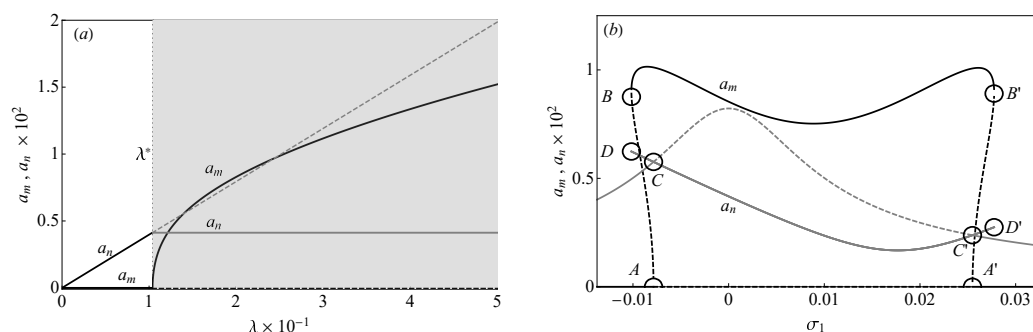 (a)
2
1.5
1
0.5
0
a_m , a_n × 10^2
λ*
a_m
a_n
a_n
a_m
0 1 2 3 4 5
λ × 10^{-1}
(b)
1
0.5
0
a_m , a_n × 10^2
a_m
B
B'
D
C
a_n
D'
C'
A
A'
−0.01 0 0.01 0.02 0.03
σ_1